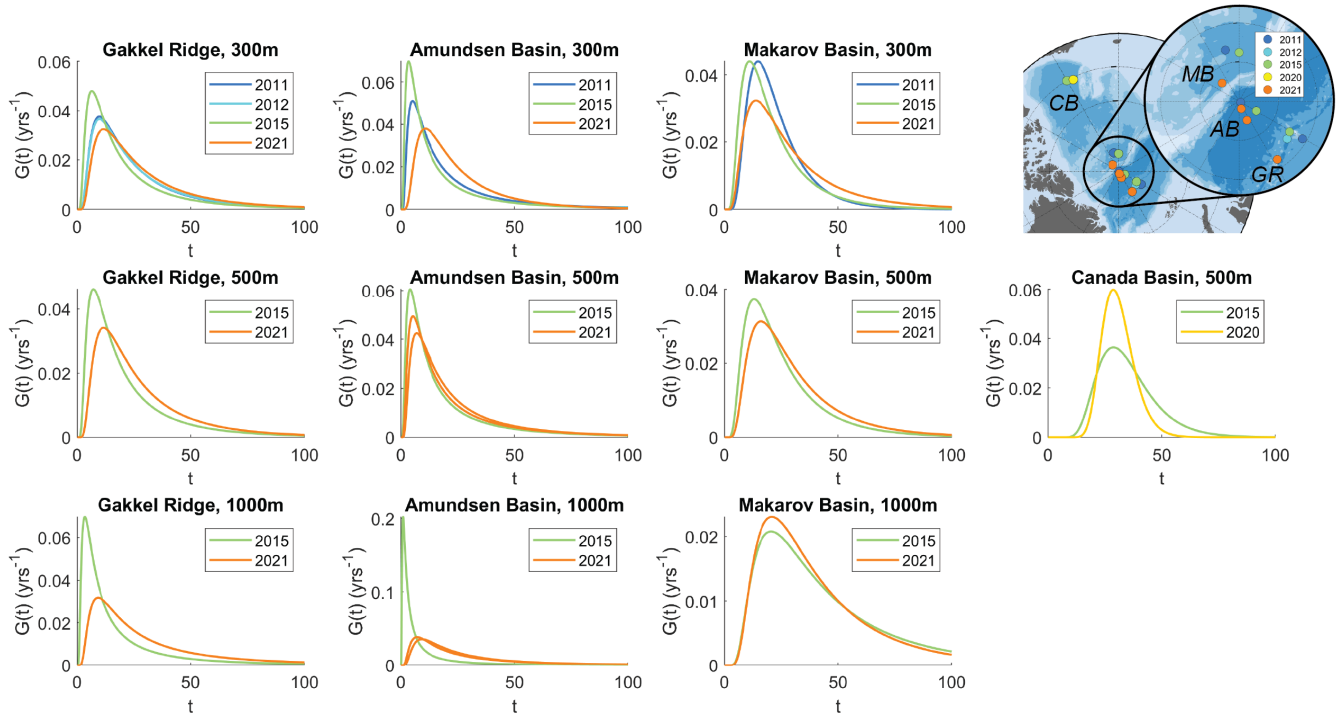 Gakkel Ridge, 300m
G(t) (yrs⁻¹)
0.06
0.04
0.02
0
0
50
100
t
2011
2012
2015
2021
Amundsen Basin, 300m
G(t) (yrs⁻¹)
0.06
0.04
0.02
0
0
50
100
t
2011
2015
2021
Makarov Basin, 300m
G(t) (yrs⁻¹)
0.04
0.02
0
0
50
100
t
2011
2015
2021
CB
MB
AB
GR
2011
2012
2015
2020
2021
Gakkel Ridge, 500m
G(t) (yrs⁻¹)
0.04
0.02
0
0
50
100
t
2015
2021
Amundsen Basin, 500m
G(t) (yrs⁻¹)
0.06
0.04
0.02
0
0
50
100
t
2015
2021
Makarov Basin, 500m
G(t) (yrs⁻¹)
0.04
0.02
0
0
50
100
t
2015
2021
Canada Basin, 500m
G(t) (yrs⁻¹)
0.06
0.04
0.02
0
0
50
100
t
2015
2020
Gakkel Ridge, 1000m
G(t) (yrs⁻¹)
0.06
0.04
0.02
0
0
50
100
t
2015
2021
Amundsen Basin, 1000m
G(t) (yrs⁻¹)
0.2
0.1
0
0
50
100
t
2015
2021
Makarov Basin, 1000m
G(t) (yrs⁻¹)
0.02
0.01
0
0
50
100
t
2015
2021